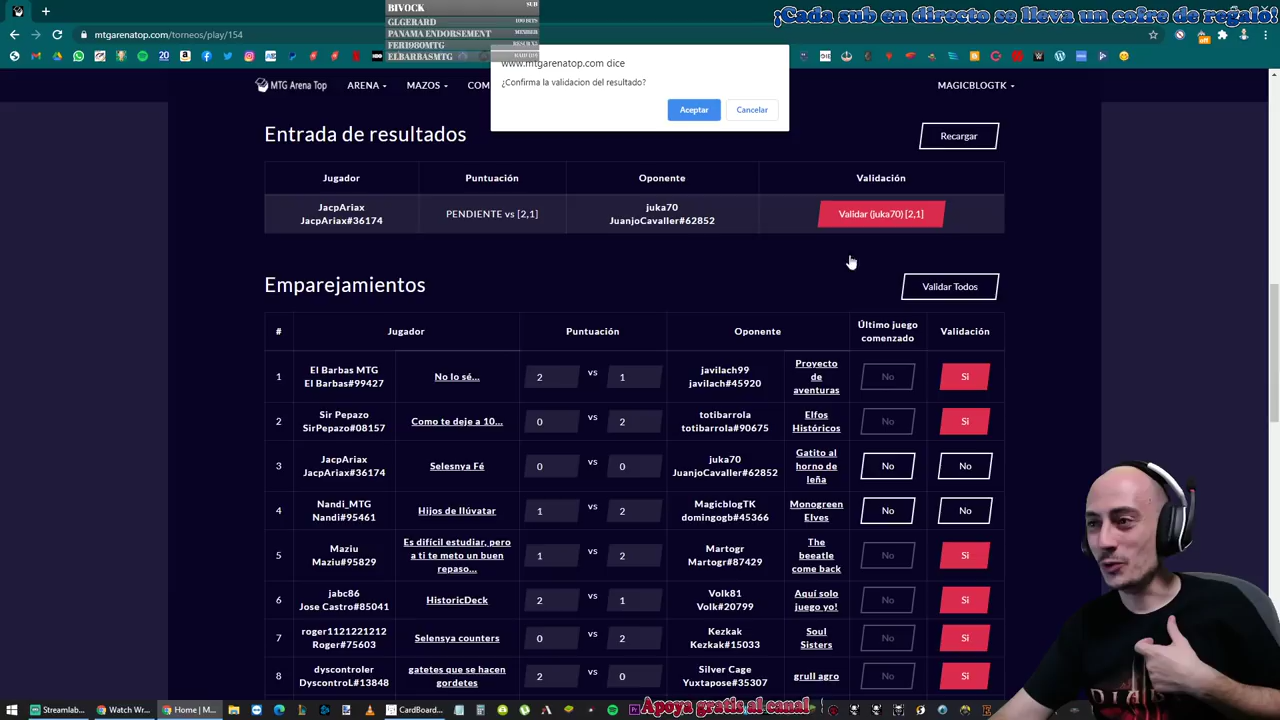 BIVOCK SUB
GLGERARD 100 BITS
PANAMA ENDORSEMENT MEMBER
FERI980MTG
ELBARBASMTG
¡Cada sub en directo se lleva un cofre de regalo!
mtgarenatop.com/torneos/play/154
www.mtgarenatop.com dice
¿Confirma la validacion del resultado?
Aceptar Cancelar
MTG Arena Top ARENA MAZOS COM MAGICBLOGTK
Entrada de resultados
Recargar
Jugador Puntuación Oponente Validación
JacpAriax
JacpAriax#36174
PENDIENTE vs [2,1]
juka70
JuanjoCavaller#62852
Validar (juka70) [2,1]
Emparejamientos
Validar Todos
# Jugador Puntuación Oponente Último juego comenzado Validación
1 El Barbas MTG
El Barbas#99427
No lo sé...
2 vs 1
javilach99
javilach#45920
Proyecto
de
aventuras
No Si
2 Sir Pepazo
SirPepazo#08157
Como te deje a 10...
0 vs 2
totibarrola
totibarrola#90675
Elfos
Históricos
No Si
3 JacpAriax
JacpAriax#36174
Selesnya Fé
0 vs 0
juka70
JuanjoCavaller#62852
Gatito al
horno de
leña
No No
4 Nandi_MTG
Nandi#95461
Hijos de Ilúvatar
1 vs 2
MagicblogTK
domingogb#45366
Monogreen
Elves
No No
5 Maziu
Maziu#95829
Es difícil estudiar, pero
a ti te meto un buen
repaso...
1 vs 2
Martogr
Martogr#87429
The
beeatle
come back
No Si
6 jabc86
Jose Castro#85041
HistoricDeck
2 vs 1
Volk81
Volk#20799
Aquí solo
juego yo!
No Si
7 roger1121221212
Roger#75603
Selensya counters
0 vs 2
Kezkak
Kezkak#15033
Soul
Sisters
No Si
8 dyscontroler
DyscontroL#13848
gatetes que se hacen
gordetes
2 vs 0
Silver Cage
Yuxtapose#35307
grull agro
No Si
Streamlab... Watch Wr... Home | M... CardBoard...
Apoya gratis al canal